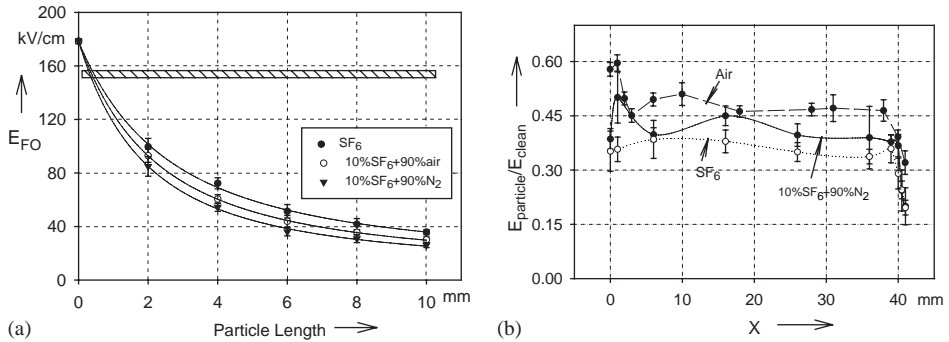 200
kV/cm
160
120
80
40
0
E_FO
SF₆
10%SF₆+90%air
10%SF₆+90%N₂
0 2 4 6 8 10 mm
Particle Length
(a)
0.60
0.45
0.30
0.15
0.00
E_particle/E_clean
Air
SF₆
10%SF₆+90%N₂
0 10 20 30 40 mm
X
(b)